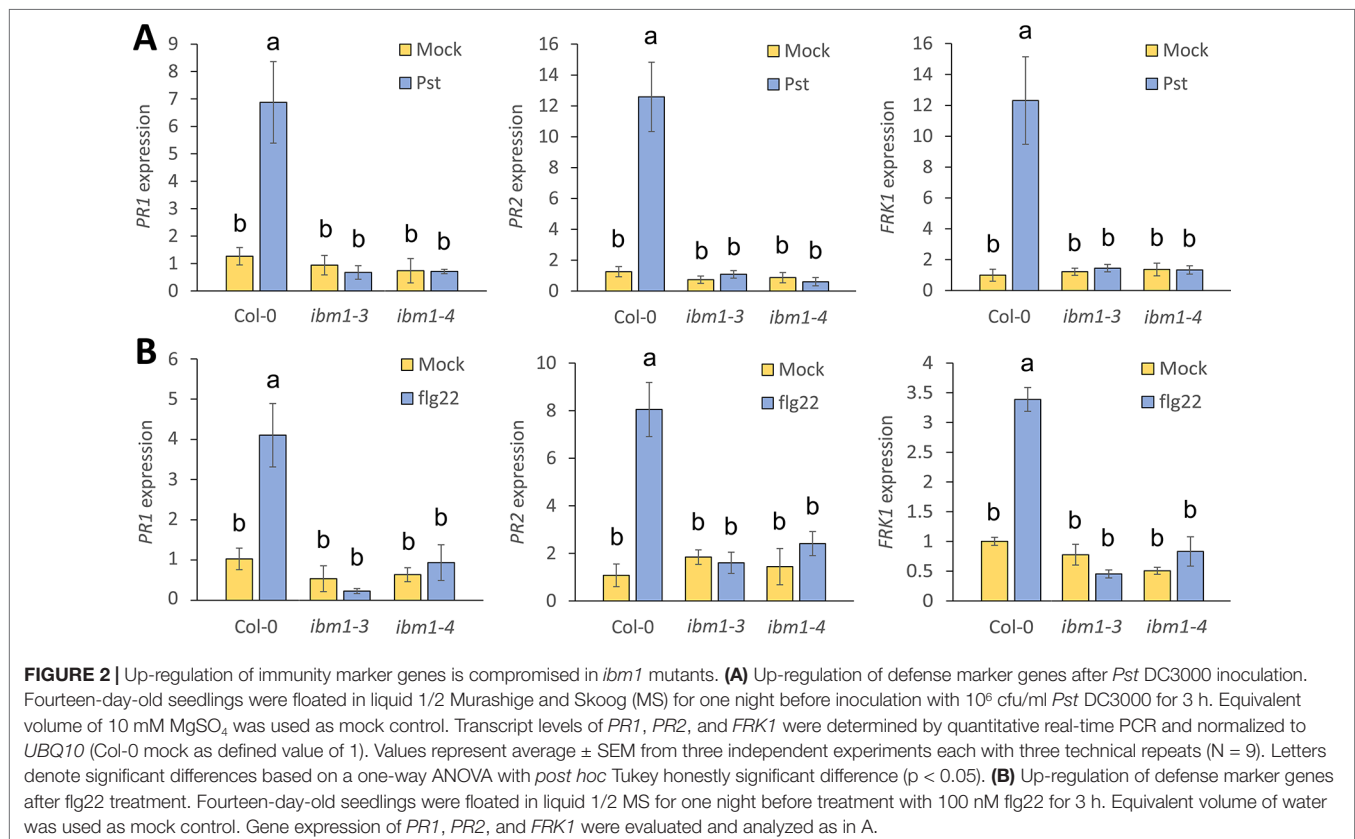 A
PR1 expression
9
8
7
6
5
4
3
2
1
0
b
a
b
b
b
b
Mock
Pst
Col-0
ibm1-3
ibm1-4
PR2 expression
16
14
12
10
8
6
4
2
0
b
a
b
b
b
b
Mock
Pst
Col-0
ibm1-3
ibm1-4
FRK1 expression
16
14
12
10
8
6
4
2
0
b
a
b
b
b
b
Mock
Pst
Col-0
ibm1-3
ibm1-4
B
PR1 expression
6
5
4
3
2
1
0
b
a
b
b
b
b
Mock
flg22
Col-0
ibm1-3
ibm1-4
PR2 expression
10
8
6
4
2
0
b
a
b
b
b
b
Mock
flg22
Col-0
ibm1-3
ibm1-4
FRK1 expression
4
3.5
3
2.5
2
1.5
1
0.5
0
b
a
b
b
b
b
Mock
flg22
Col-0
ibm1-3
ibm1-4
FIGURE 2 | Up-regulation of immunity marker genes is compromised in ibm1 mutants. (A) Up-regulation of defense marker genes after Pst DC3000 inoculation.
Fourteen-day-old seedlings were floated in liquid 1/2 Murashige and Skoog (MS) for one night before inoculation with 10⁶ cfu/ml Pst DC3000 for 3 h. Equivalent
volume of 10 mM MgSO₄ was used as mock control. Transcript levels of PR1, PR2, and FRK1 were determined by quantitative real-time PCR and normalized to
UBQ10 (Col-0 mock as defined value of 1). Values represent average ± SEM from three independent experiments each with three technical repeats (N = 9). Letters
denote significant differences based on a one-way ANOVA with post hoc Tukey honestly significant difference (p < 0.05). (B) Up-regulation of defense marker genes
after flg22 treatment. Fourteen-day-old seedlings were floated in liquid 1/2 MS for one night before treatment with 100 nM flg22 for 3 h. Equivalent volume of water
was used as mock control. Gene expression of PR1, PR2, and FRK1 were evaluated and analyzed as in A.